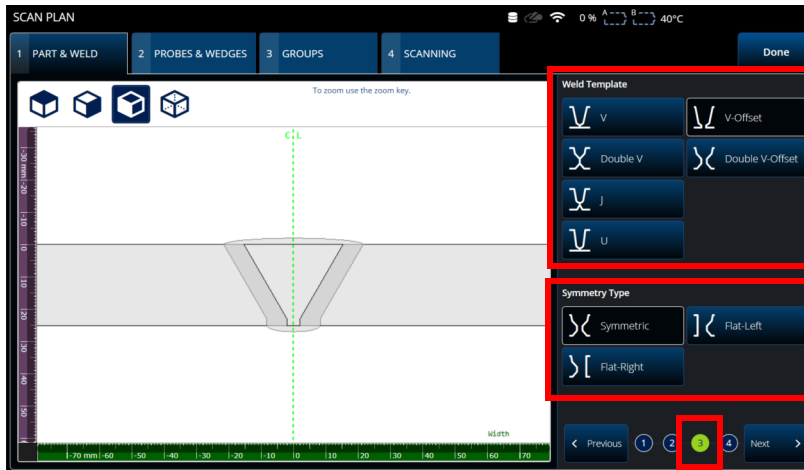 SCAN PLAN
0 % A B 40°C
1 PART & WELD
2 PROBES & WEDGES
3 GROUPS
4 SCANNING
Done
To zoom use the zoom key.
Weld Template
V
V-Offset
Double V
Double V-Offset
J
U
C L
-30 mm -20 -10 0 10 20 30 40 50
Symmetry Type
Symmetric
Flat-Left
Flat-Right
Width
-70 mm -60 -50 -40 -30 -20 -10 0 10 20 30 40 50 60 70
< Previous 1 2 3 4 Next >